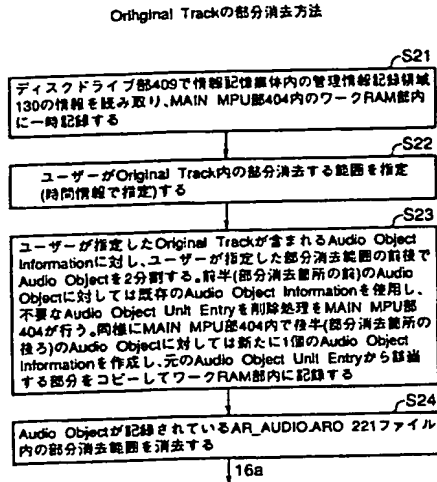 Orihginal Trackの部分消去方法
S21
ディスクドライブ部409で情報記憶媒体内の管理情報記録領域
130の情報を読み取り、MAIN MPU部404内のワークRAM部内
に一時記録する
S22
ユーザーがOriginal Track内の部分消去する範囲を指定
(時間情報で指定)する
S23
ユーザーが指定したOriginal Trackが含まれるAudio Object
Informationに対し、ユーザーが指定した部分消去範囲の前後で
Audio Objectを2分割する。前半(部分消去箇所の前)のAudio
Objectに対しては既存のAudio Object Informationを使用し、
不要なAudio Object Unit Entryを削除処理をMAIN MPU部
404が行う。同様にMAIN MPU部404内で後半(部分消去箇所の
後ろ)のAudio Objectに対しては新たに1個のAudio Object
Informationを作成し、元のAudio Object Unit Entryから該当
する部分をコピーしてワークRAM部内に記録する
S24
Audio Objectが記録されているAR_AUDIO.ARO 221ファイル
内の部分消去範囲を消去する
16a